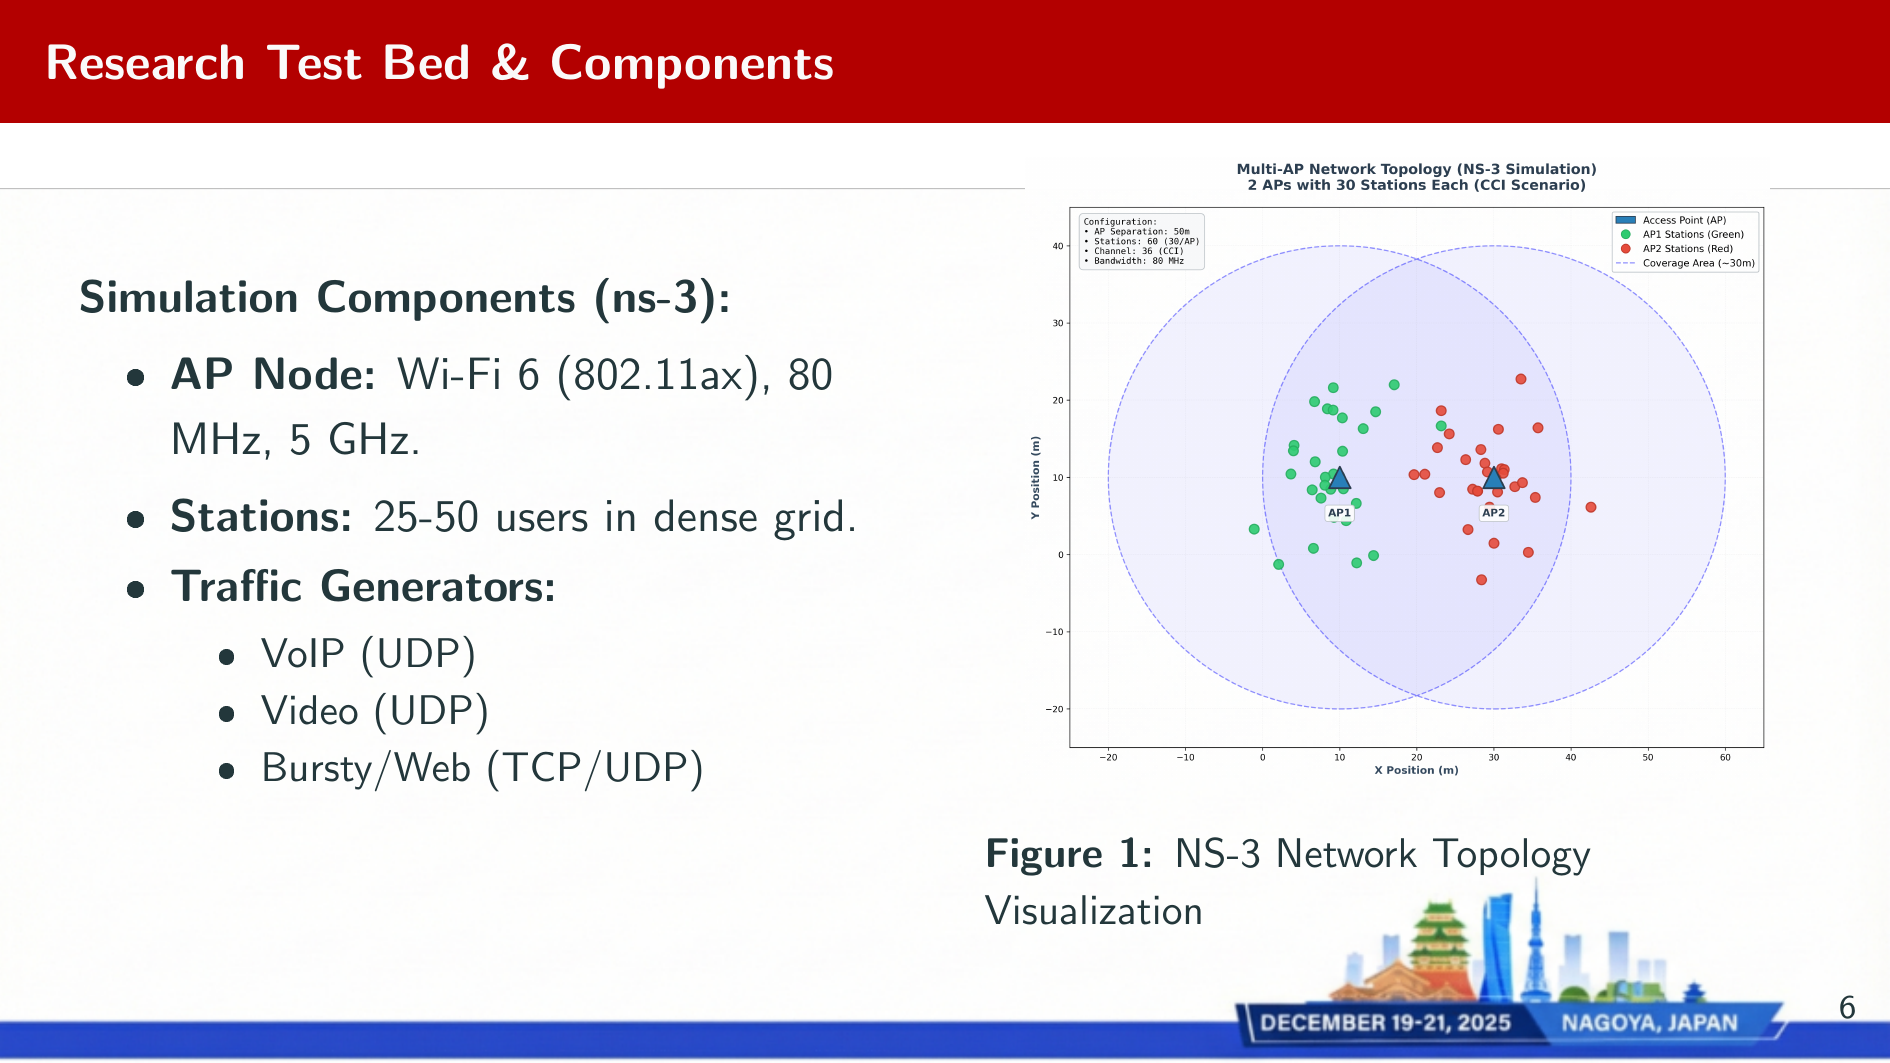 Research Test Bed & Components
Simulation Components (ns-3):
• AP Node: Wi-Fi 6 (802.11ax), 80
MHz, 5 GHz.
• Stations: 25-50 users in dense grid.
• Traffic Generators:
• VoIP (UDP)
• Video (UDP)
• Bursty/Web (TCP/UDP)
Multi-AP Network Topology (NS-3 Simulation)
2 APs with 30 Stations Each (CCI Scenario)
Configuration:
• AP Separation: 50m
• Stations: 60 (30/AP)
• Channel: 36 (CCI)
• Bandwidth: 80 MHz
Access Point (AP)
AP1 Stations (Green)
AP2 Stations (Red)
Coverage Area (~30m)
Y Position (m)
40
30
20
10
0
−10
−20
AP1
AP2
−20 −10 0 10 20 30 40 50 60
X Position (m)
Figure 1: NS-3 Network Topology
Visualization
DECEMBER 19-21, 2025 NAGOYA, JAPAN
6